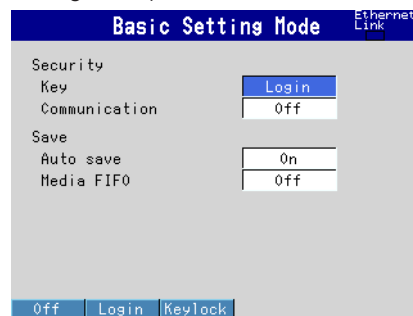 Basic Setting Mode
Ethernet
Link
Security
Key Login
Communication Off
Save
Auto save On
Media FIFO Off
Off Login Keylock